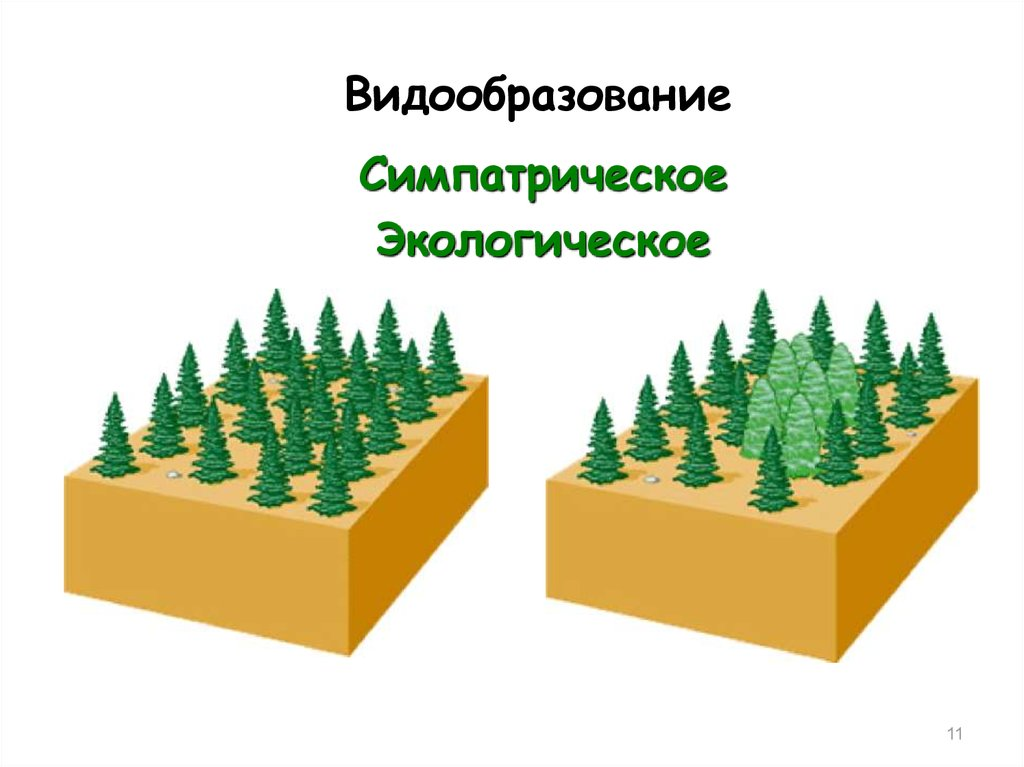 Видообразование
Симпатрическое
Экологическое
11